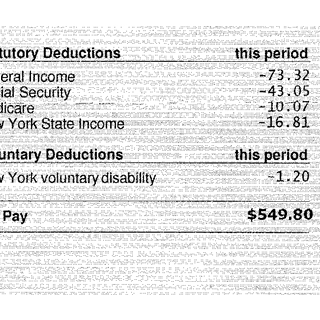 tutory Deductions this period
eral Income -73.32
ial Security -43.05
dicare -10.07
w York State Income -16.81
untary Deductions this period
w York voluntary disability -1.20
Pay $549.80